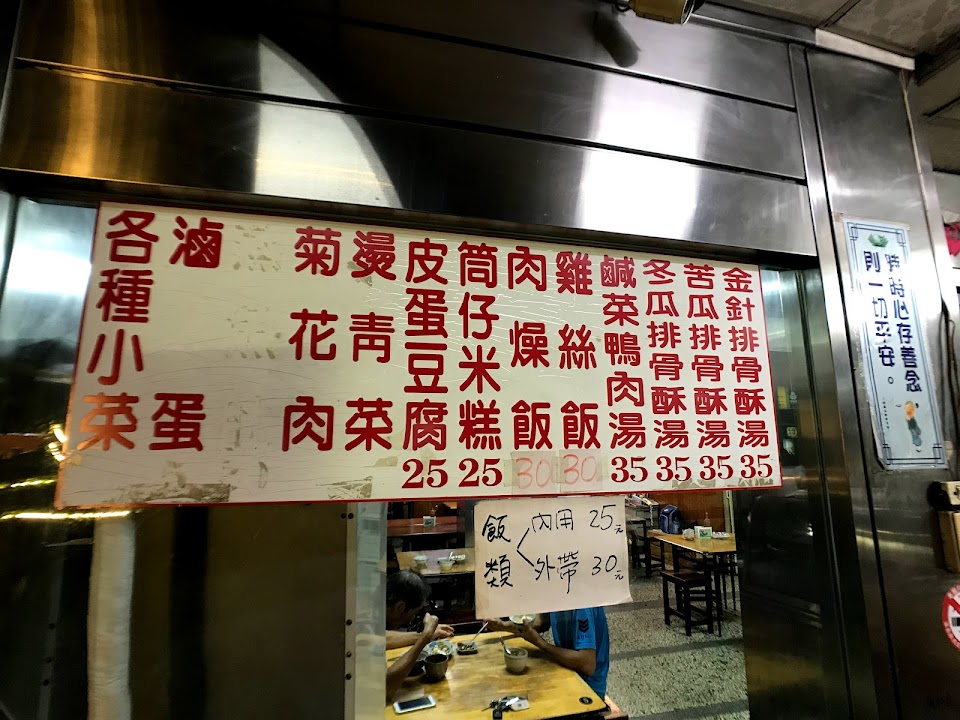 金針排骨酥湯 35
苦瓜排骨酥湯 35
冬瓜排骨酥湯 35
鹹菜鴨肉湯 35
雞絲飯 30
肉燥飯 30
筒仔米糕 25
皮蛋豆腐 25
燙青菜
菊花肉
滷蛋
各種小菜
飯類
內用 25元
外帶 30元
時時心存善念,
則一切平安。